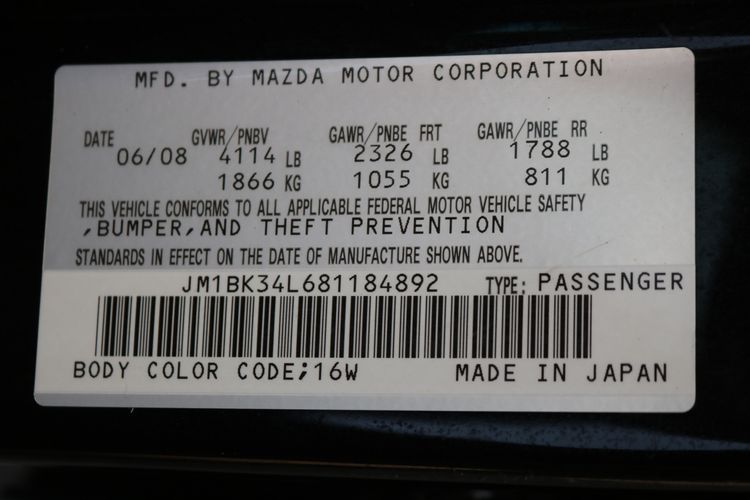 MFD. BY MAZDA MOTOR CORPORATION
DATE GVWR/PNBV GAWR/PNBE FRT GAWR/PNBE RR
06/08 4114 LB 2326 LB 1788 LB
1866 KG 1055 KG 811 KG
THIS VEHICLE CONFORMS TO ALL APPLICABLE FEDERAL MOTOR VEHICLE SAFETY
,BUMPER,AND THEFT PREVENTION
STANDARDS IN EFFECT ON THE DATE OF MANUFACTURE SHOWN ABOVE.
JM1BK34L681184892 TYPE: PASSENGER
BODY COLOR CODE;16W MADE IN JAPAN